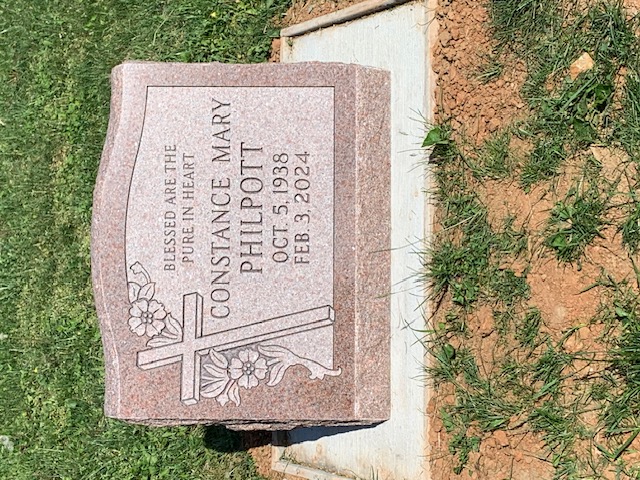 BLESSED ARE THE
PURE IN HEART
CONSTANCE MARY
PHILPOTT
OCT. 5, 1938
FEB. 3, 2024